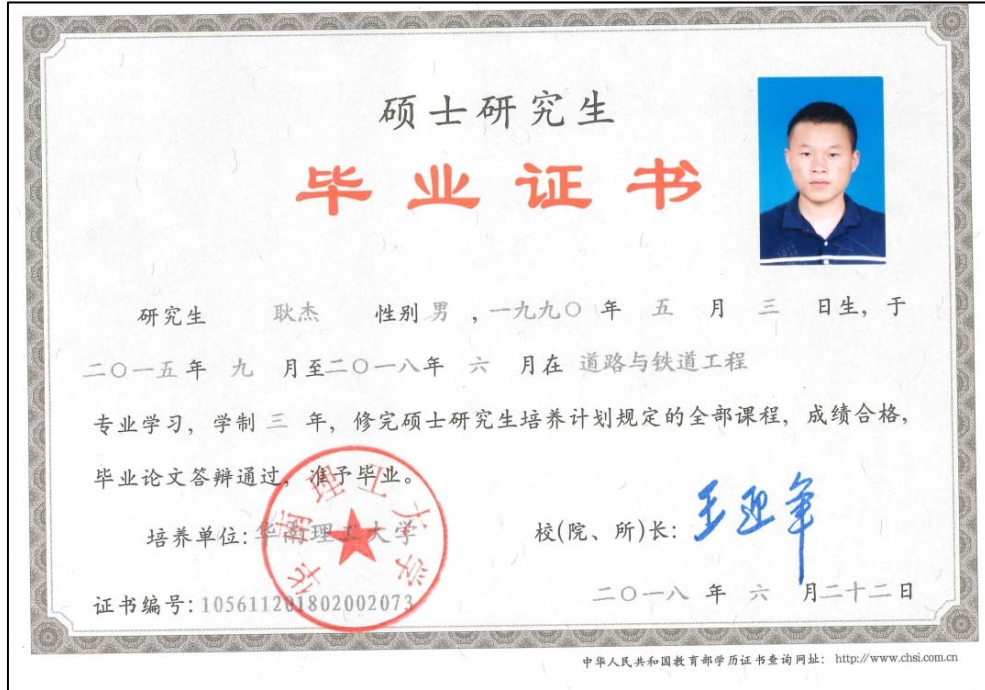 硕士研究生
毕业证书
研究生 耿杰 性别 男 ，一九九〇 年 五 月 三 日生，于
二〇一五年 九 月至二〇一八年 六 月在 道路与铁道工程
专业学习，学制 三 年，修完硕士研究生培养计划规定的全部课程，成绩合格，
毕业论文答辩通过，准予毕业。
华南理工大学
培养单位：华南理工大学
校(院、所)长：
证书编号：105611201802002073
二〇一八 年 六 月二十二日
中华人民共和国教育部学历证书查询网址： http://www.chsi.com.cn